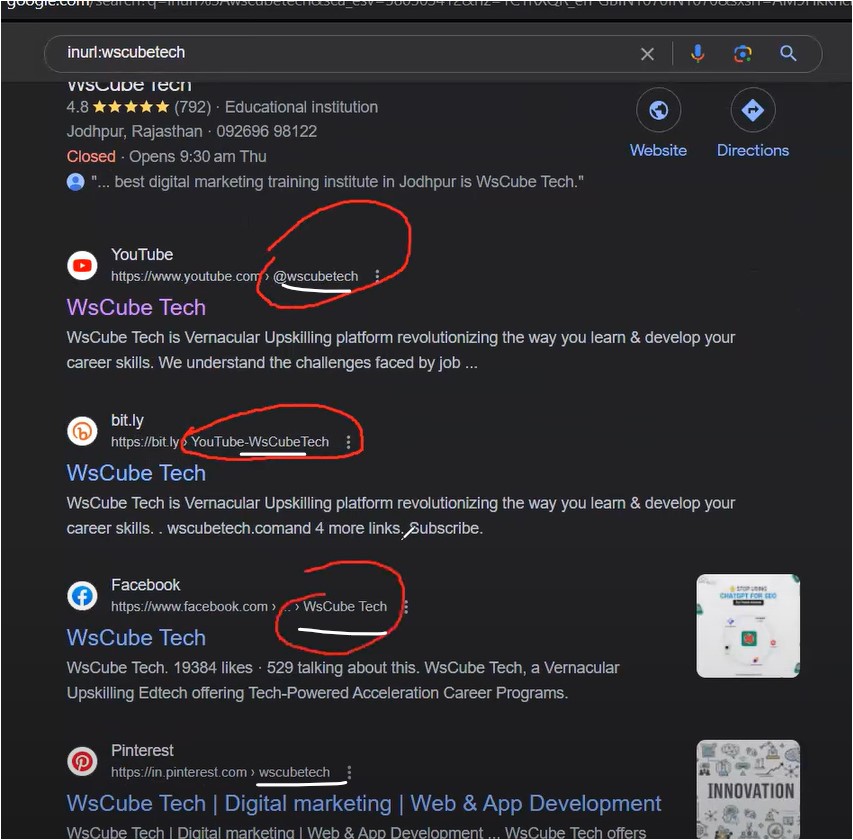 inurl:wscubetech
WsCube Tech
4.8 ★★★★★ (792) · Educational institution
Jodhpur, Rajasthan · 092696 98122
Closed · Opens 9:30 am Thu
"... best digital marketing training institute in Jodhpur is WsCube Tech."
Website
Directions
YouTube
https://www.youtube.com › @wscubetech
WsCube Tech
WsCube Tech is Vernacular Upskilling platform revolutionizing the way you learn & develop your
career skills. We understand the challenges faced by job ...
bit.ly
https://bit.ly › YouTube-WsCubeTech
WsCube Tech
WsCube Tech is Vernacular Upskilling platform revolutionizing the way you learn & develop your
career skills. . wscubetech.comand 4 more links. Subscribe.
Facebook
https://www.facebook.com › ... › WsCube Tech
WsCube Tech
WsCube Tech. 19384 likes · 529 talking about this. WsCube Tech, a Vernacular
Upskilling Edtech offering Tech-Powered Acceleration Career Programs.
STOP USING
CHATGPT FOR SEO
Pinterest
https://in.pinterest.com › wscubetech
WsCube Tech | Digital marketing | Web & App Development
WsCube Tech | Digital marketing | Web & App Development ... WsCube Tech offers
INNOVATION